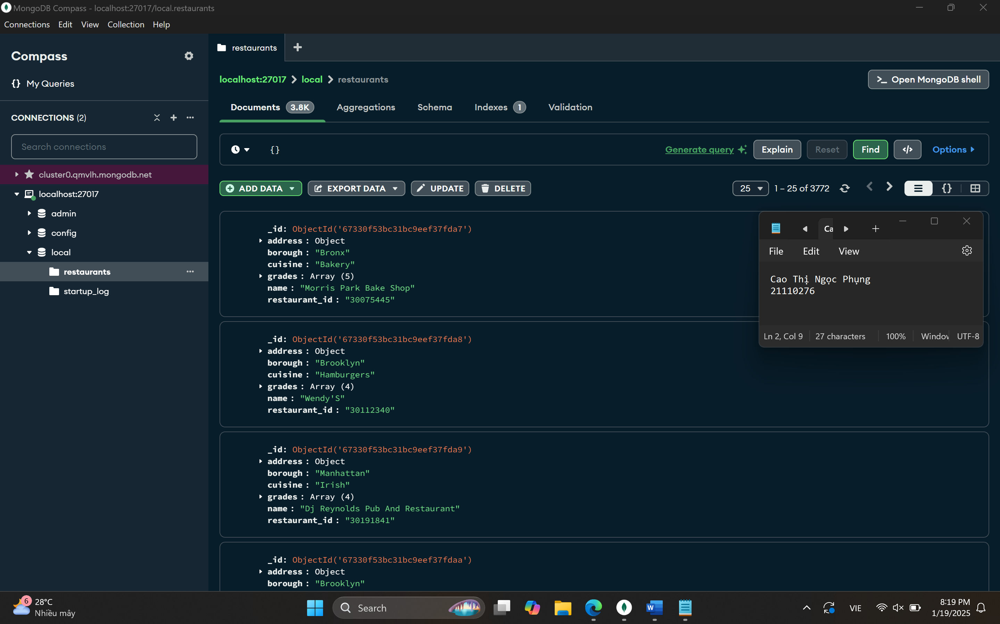 MongoDB Compass - localhost:27017/local.restaurants
Connections Edit View Collection Help
Compass
{} My Queries
CONNECTIONS (2)
Search connections
cluster0.qmvlh.mongodb.net
localhost:27017
admin
config
local
restaurants
startup_log
restaurants
localhost:27017 > local > restaurants
>_ Open MongoDB shell
Documents 3.8K Aggregations Schema Indexes 1 Validation
{} Generate query Explain Reset Find </> Options
ADD DATA EXPORT DATA UPDATE DELETE
25 1 – 25 of 3772 {}
_id: ObjectId('67330f53bc31bc9eef37fda7')
address : Object
borough : "Bronx"
cuisine : "Bakery"
grades : Array (5)
name : "Morris Park Bake Shop"
restaurant_id : "30075445"
_id: ObjectId('67330f53bc31bc9eef37fda8')
address : Object
borough : "Brooklyn"
cuisine : "Hamburgers"
grades : Array (4)
name : "Wendy'S"
restaurant_id : "30112340"
_id: ObjectId('67330f53bc31bc9eef37fda9')
address : Object
borough : "Manhattan"
cuisine : "Irish"
grades : Array (4)
name : "Dj Reynolds Pub And Restaurant"
restaurant_id : "30191841"
_id: ObjectId('67330f53bc31bc9eef37fdaa')
address : Object
borough : "Brooklyn"
Ca
File Edit View
Cao Thị Ngọc Phụng
21110276
Ln 2, Col 9 27 characters 100% Window UTF-8
6 28°C
Nhiều mây
Search
W
VIE
8:19 PM
1/19/2025